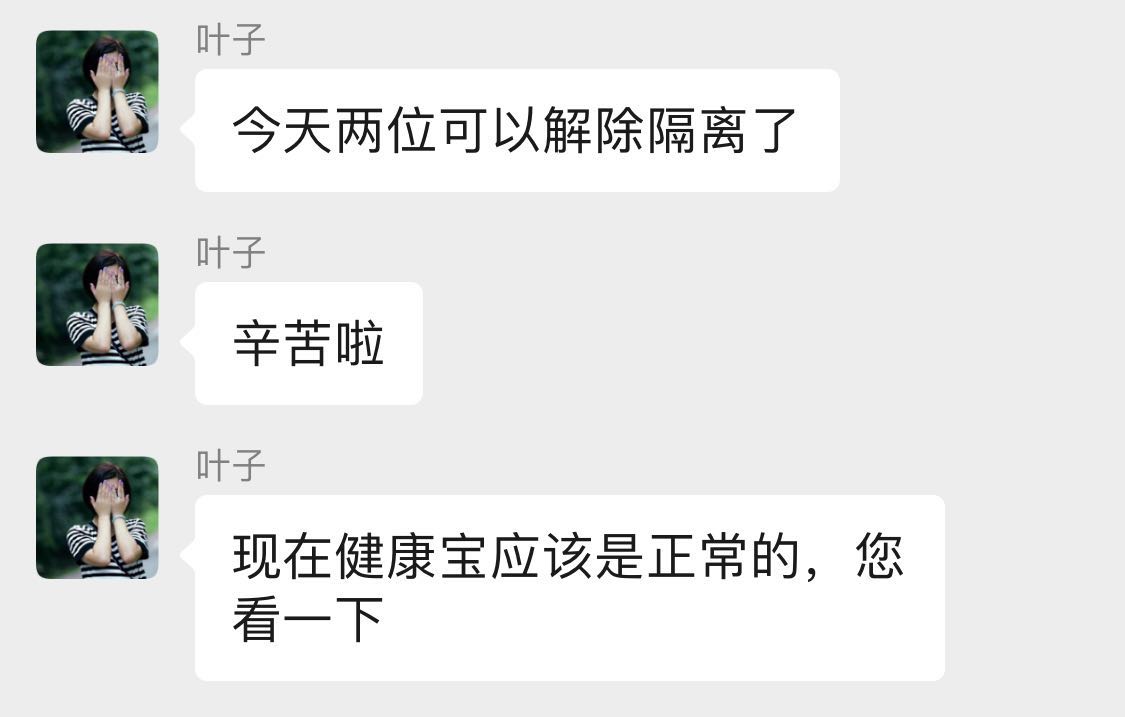 叶子
今天两位可以解除隔离了
叶子
辛苦啦
叶子
现在健康宝应该是正常的，您
看一下